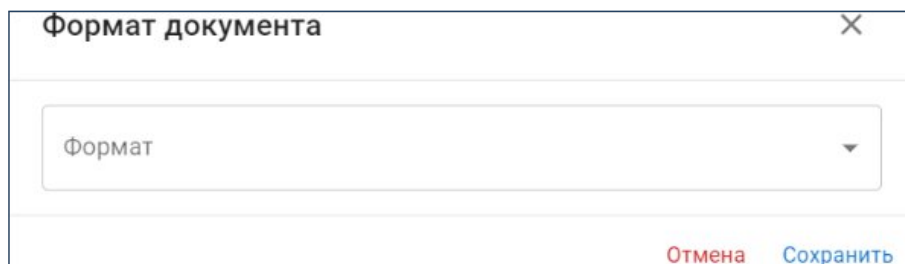 Формат документа
Формат
Отмена Сохранить